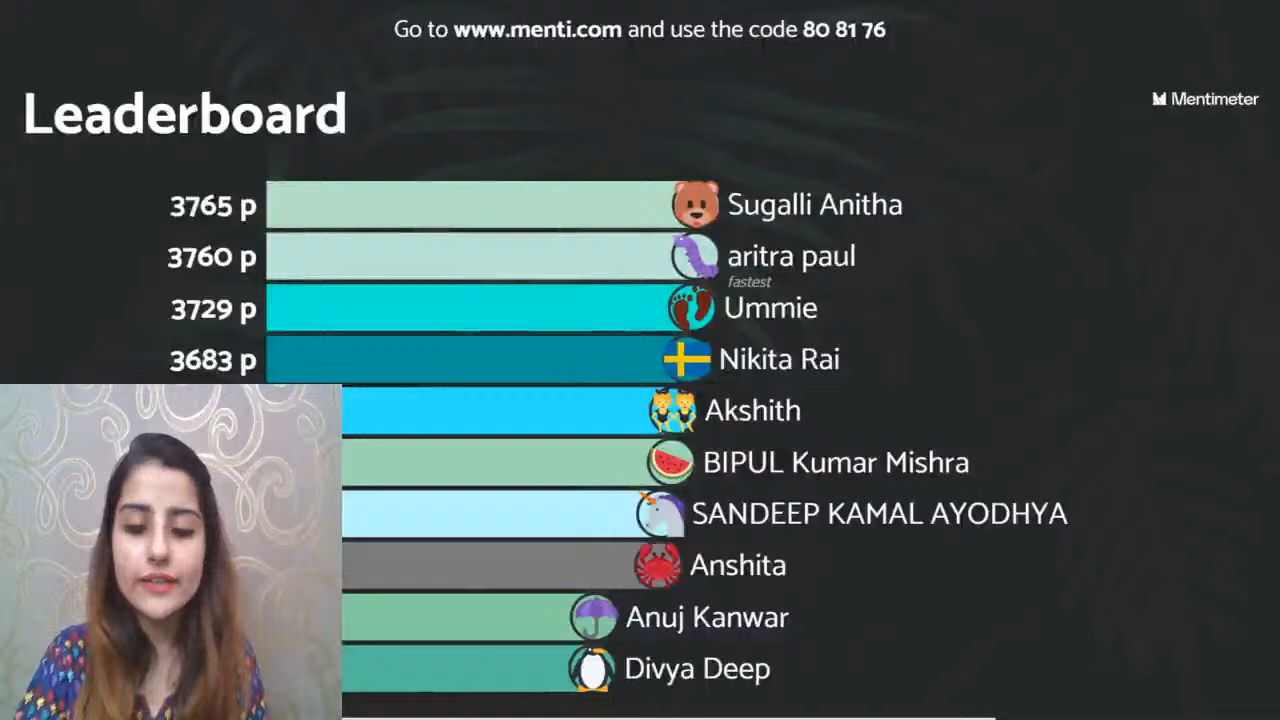 Go to www.menti.com and use the code 80 81 76
Leaderboard
Mentimeter
3765 p Sugalli Anitha
3760 p aritra paul
fastest
3729 p Ummie
3683 p Nikita Rai
Akshith
BIPUL Kumar Mishra
SANDEEP KAMAL AYODHYA
Anshita
Anuj Kanwar
Divya Deep